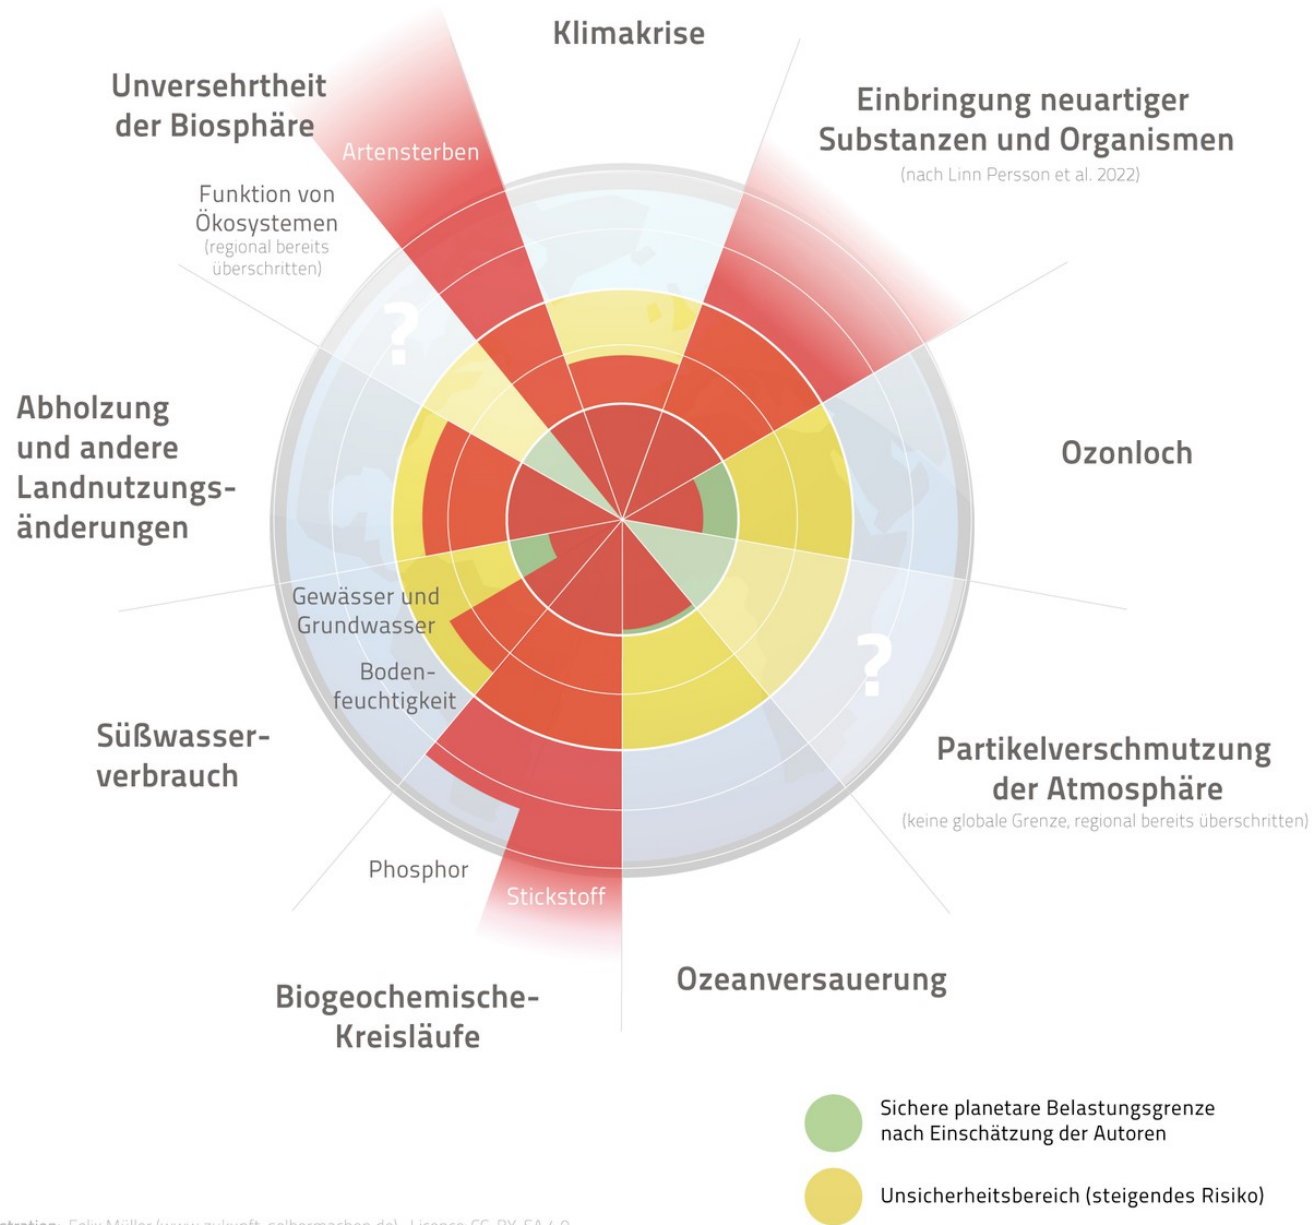 Klimakrise
Unversehrtheit
der Biosphäre
Artensterben
Funktion von
Ökosystemen
(regional bereits
überschritten)
?
Einbringung neuartiger
Substanzen und Organismen
(nach Linn Persson et al. 2022)
Abholzung
und andere
Landnutzungs-
änderungen
Ozonloch
Gewässer und
Grundwasser
Boden-
feuchtigkeit
?
Süßwasser-
verbrauch
Partikelverschmutzung
der Atmosphäre
(keine globale Grenze, regional bereits überschritten)
Phosphor
Stickstoff
Biogeochemische-
Kreisläufe
Ozeanversauerung
Sichere planetare Belastungsgrenze
nach Einschätzung der Autoren
Unsicherheitsbereich (steigendes Risiko)